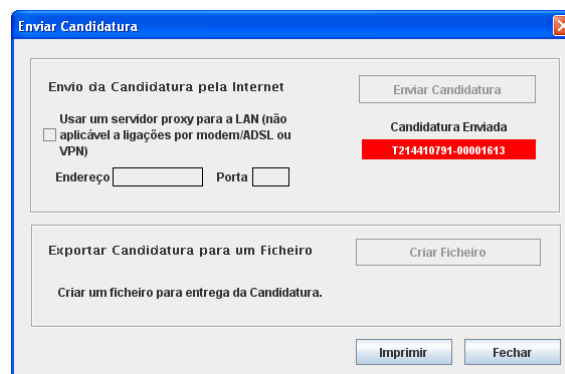 Enviar Candidatura
Envio da Candidatura pela Internet
Enviar Candidatura
Usar um servidor proxy para a LAN (não
aplicável a ligações por modem/ADSL ou
VPN)
Candidatura Enviada
T214410791-00001613
Endereço Porta
Exportar Candidatura para um Ficheiro
Criar Ficheiro
Criar um ficheiro para entrega da Candidatura.
Imprimir Fechar